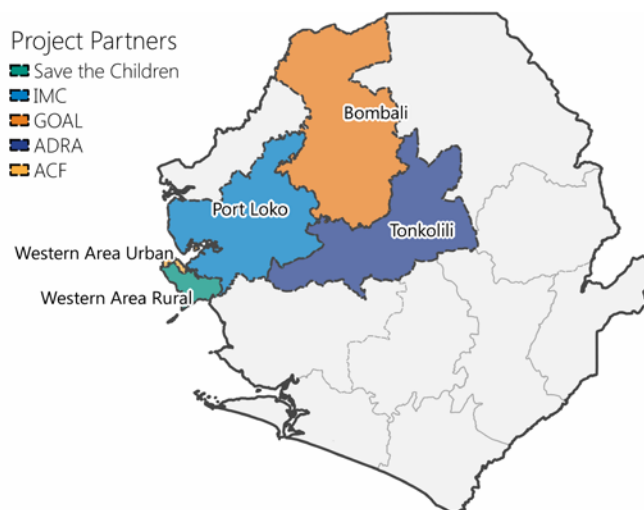 Project Partners
Save the Children
IMC
GOAL
ADRA
ACF
Bombali
Port Loko
Tonkolili
Western Area Urban
Western Area Rural